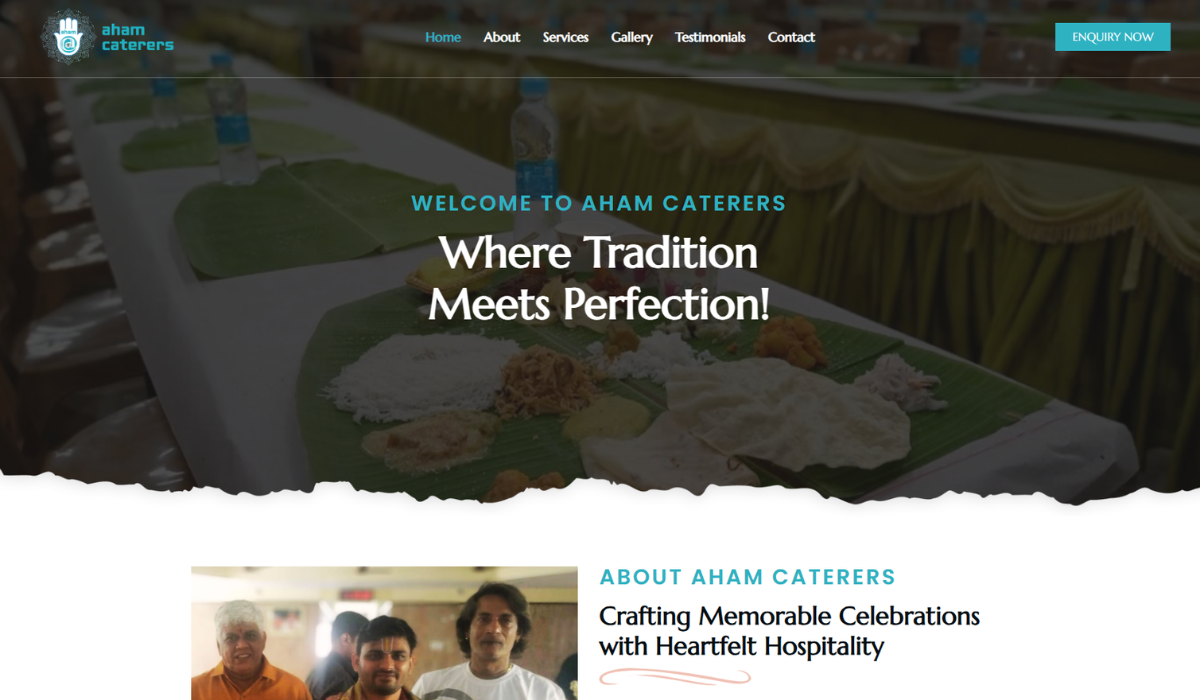 aham
aham
caterers
Home About Services Gallery Testimonials Contact
ENQUIRY NOW
WELCOME TO AHAM CATERERS
Where Tradition
Meets Perfection!
ABOUT AHAM CATERERS
Crafting Memorable Celebrations
with Heartfelt Hospitality